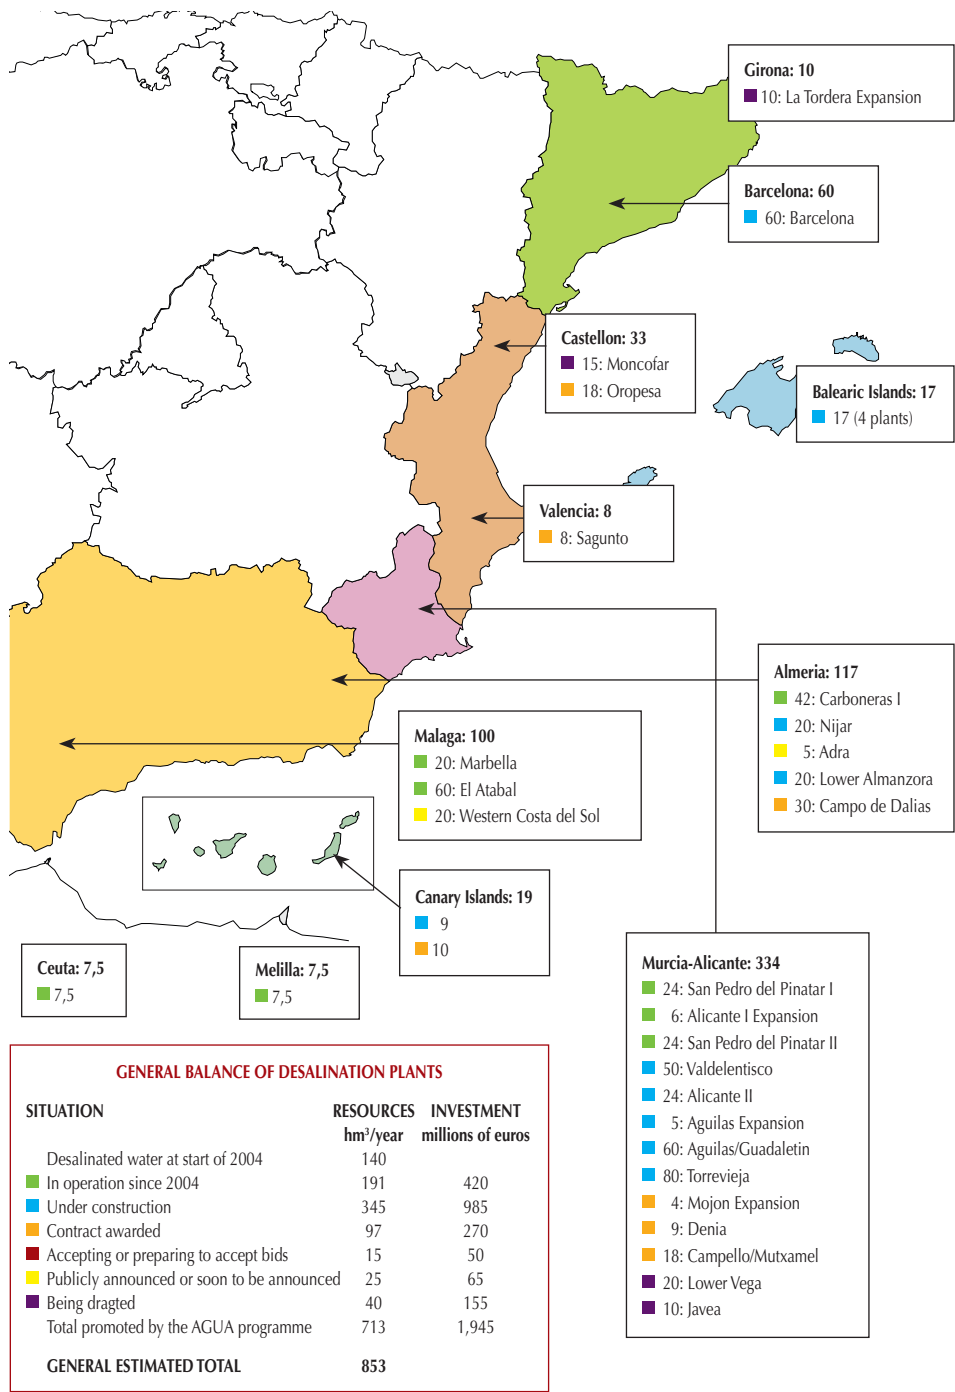 Girona: 10
10: La Tordera Expansion
Barcelona: 60
60: Barcelona
Castellon: 33
15: Moncofar
18: Oropesa
Balearic Islands: 17
17 (4 plants)
Valencia: 8
8: Sagunto
Almeria: 117
42: Carboneras I
20: Nijar
5: Adra
20: Lower Almanzora
30: Campo de Dalias
Malaga: 100
20: Marbella
60: El Atabal
20: Western Costa del Sol
Canary Islands: 19
9
10
Ceuta: 7,5
7,5
Melilla: 7,5
7,5
Murcia-Alicante: 334
24: San Pedro del Pinatar I
6: Alicante I Expansion
24: San Pedro del Pinatar II
50: Valdelentisco
24: Alicante II
5: Aguilas Expansion
60: Aguilas/Guadaletin
80: Torrevieja
4: Mojon Expansion
9: Denia
18: Campello/Mutxamel
20: Lower Vega
10: Javea
GENERAL BALANCE OF DESALINATION PLANTS
SITUATION RESOURCES INVESTMENT
hm³/year millions of euros
Desalinated water at start of 2004 140
In operation since 2004 191 420
Under construction 345 985
Contract awarded 97 270
Accepting or preparing to accept bids 15 50
Publicly announced or soon to be announced 25 65
Being dragted 40 155
Total promoted by the AGUA programme 713 1,945
GENERAL ESTIMATED TOTAL 853